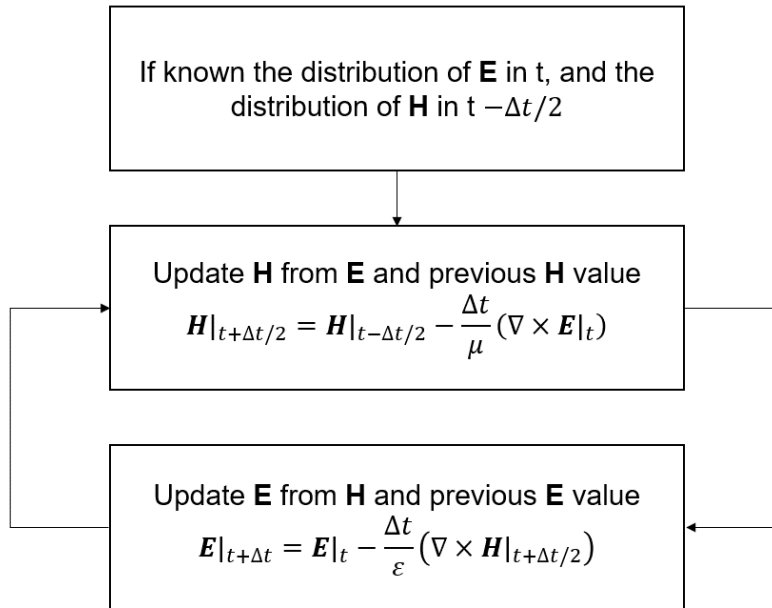 If known the distribution of E in t, and the
distribution of H in t −Δt/2
Update H from E and previous H value
H|ₜ₊Δₜ/₂ = H|ₜ₋Δₜ/₂ − Δt/μ (∇ × E|ₜ)
Update E from H and previous E value
E|ₜ₊Δₜ = E|ₜ − Δt/ε (∇ × H|ₜ₊Δₜ/₂)